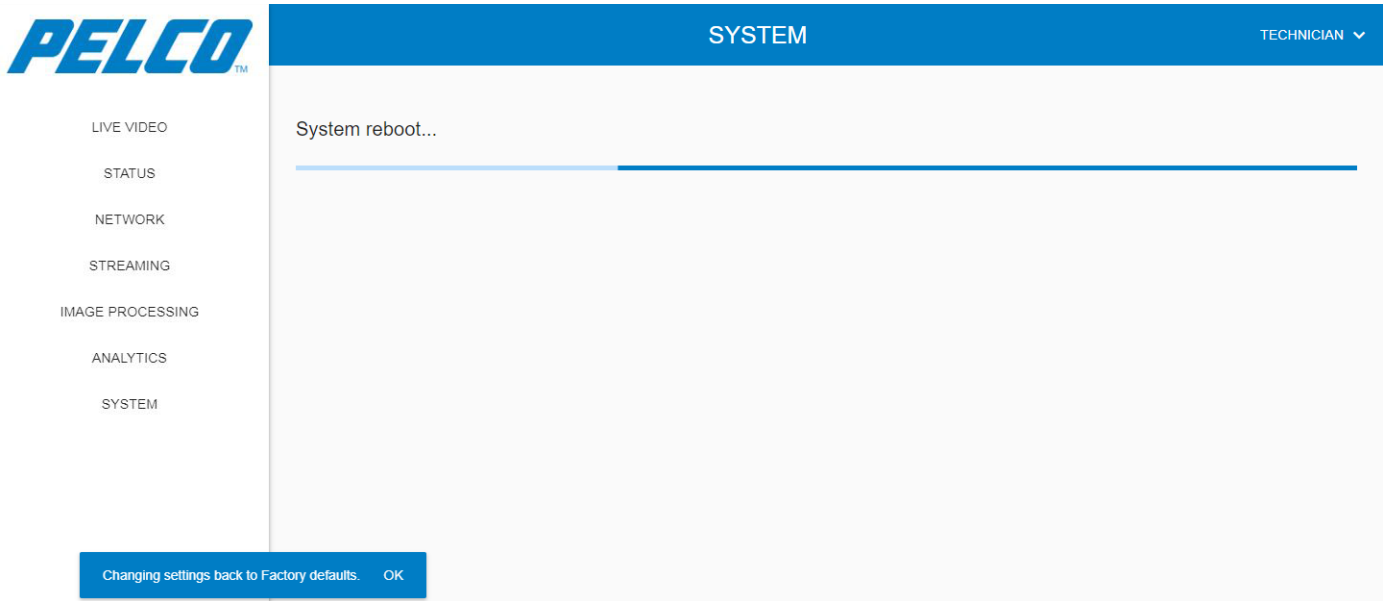 PELCO TM
SYSTEM
TECHNICIAN
LIVE VIDEO
STATUS
NETWORK
STREAMING
IMAGE PROCESSING
ANALYTICS
SYSTEM
System reboot...
Changing settings back to Factory defaults. OK